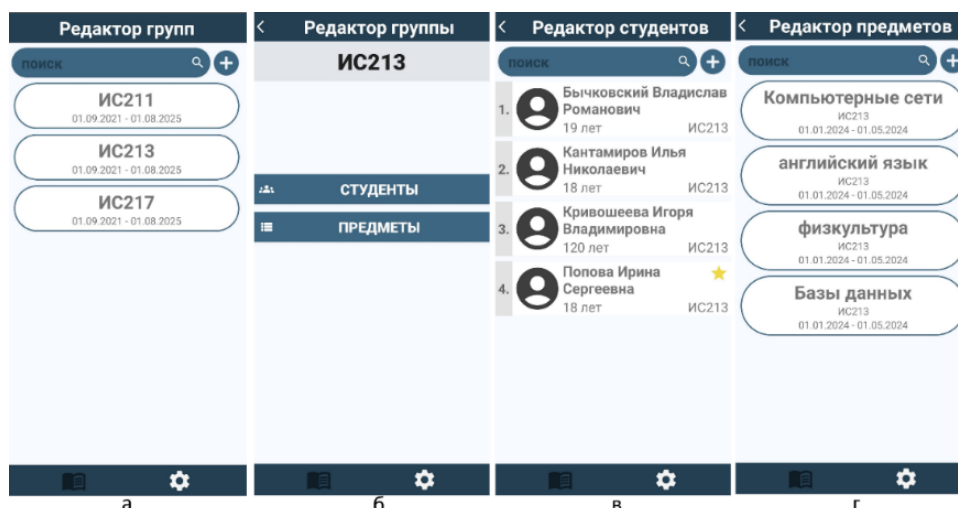 Редактор групп
поиск
ИС211
01.09.2021 - 01.08.2025
ИС213
01.09.2021 - 01.08.2025
ИС217
01.09.2021 - 01.08.2025
а
Редактор группы
ИС213
СТУДЕНТЫ
ПРЕДМЕТЫ
б
Редактор студентов
поиск
1.
Бычковский Владислав
Романович
19 лет ИС213
2.
Кантамиров Илья
Николаевич
18 лет ИС213
3.
Кривошеева Игоря
Владимировна
120 лет ИС213
4.
Попова Ирина
Сергеевна
18 лет ИС213
в
Редактор предметов
поиск
Компьютерные сети
ИС213
01.01.2024 - 01.05.2024
английский язык
ИС213
01.01.2024 - 01.05.2024
физкультура
ИС213
01.01.2024 - 01.05.2024
Базы данных
ИС213
01.01.2024 - 01.05.2024
г